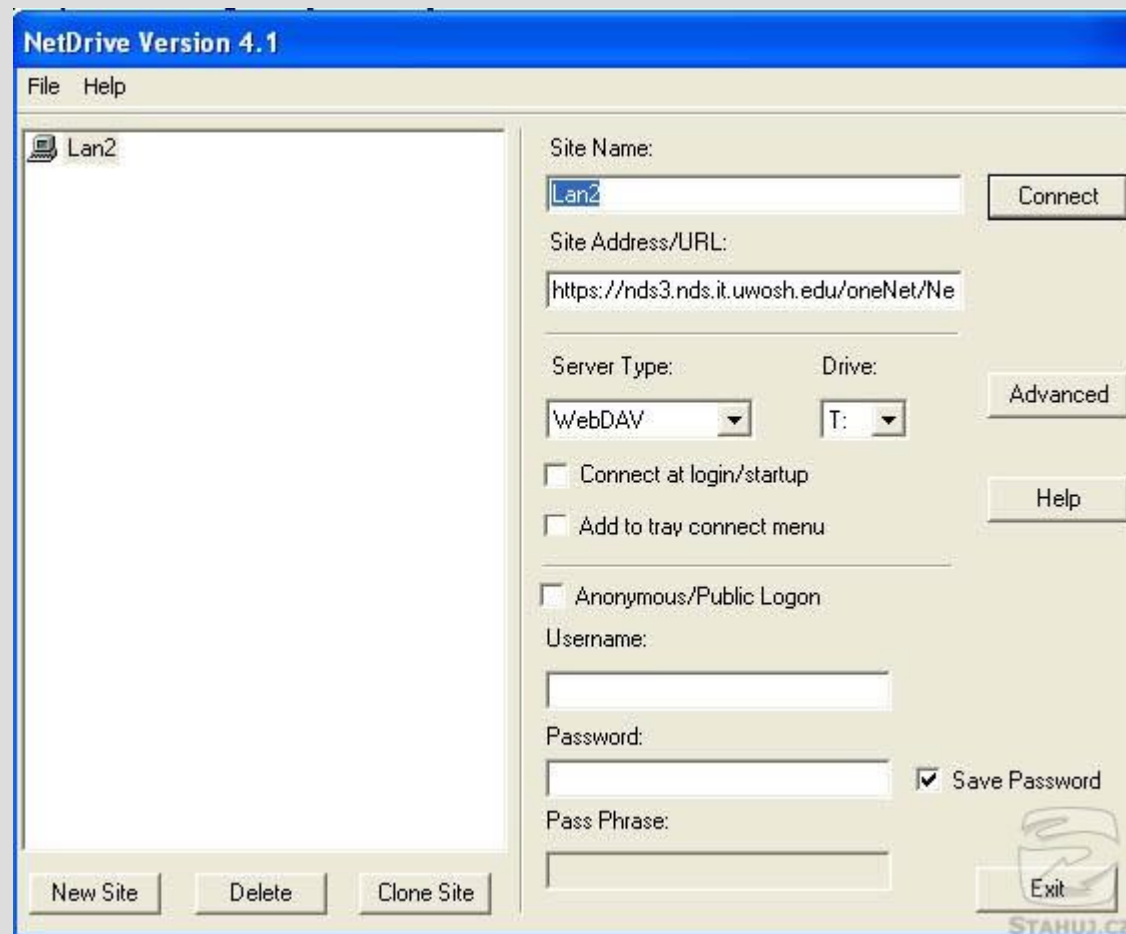 NetDrive Version 4.1
File Help
Lan2
Site Name:
Lan2
Connect
Site Address/URL:
https://nds3.nds.it.uwosh.edu/oneNet/Ne
Server Type:
Drive:
Advanced
WebDAV
T:
Connect at login/startup
Help
Add to tray connect menu
Anonymous/Public Logon
Username:
Password:
Save Password
Pass Phrase:
New Site
Delete
Clone Site
Exit
STAHUJ.CZ